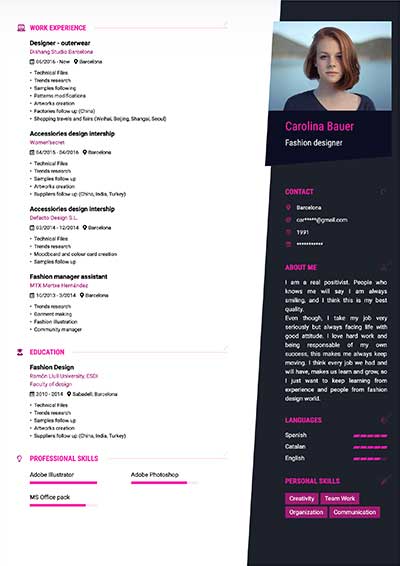 WORK EXPERIENCE
Designer - outerwear
Dishang Studio Barcelona
05/2016 - Now Barcelona
• Technical Files
• Trends research
• Samples following
• Patterns modifications
• Artworks creation
• Factories follow up (China)
• Shopping travels and fairs (Weihai, Beijing, Shangai, Seoul)
Accessiories design intership
Women'secret
04/2015 - 04/2016 Barcelona
• Technical Files
• Trends research
• Samples follow up
• Artworks creation
• Suppliers follow up (China, India, Turkey)
Accessiories design intership
Defacto Design S.L.
03/2014 - 12/2014 Barcelona
• Trends research
• Moodboard and colour card creation
• Samples follow up
Fashion manager assistant
MTX Mertxe Hernández
10/2013 - 3/2014 Barcelona
• Trends research
• Garment making
• Fashion illustration
• Community manager
EDUCATION
Fashion Design
Ramón Llull University, ESDi
Faculty of design
2010 - 2014 Sabadell, Barcelona
• Technical Files
• Trends research
• Samples follow up
• Artworks creation
• Suppliers follow up (China, India, Turkey)
PROFESSIONAL SKILLS
Adobe Illustrator
Adobe Photoshop
MS Office pack
Carolina Bauer
Fashion designer
CONTACT
Barcelona
car*****@gmail.com
1991
**********
ABOUT ME
I am a real positivist. People who
knows me will say I am always
smiling, and I think this is my best
quality.
Even though, I take my job very
seriously but always facing life with
good attitude. I love hard work and
being responsable of my own
success, this makes me always keep
moving. I think every job we had and
will have, makes us learn and grow, so
I just want to keep learning from
experience and people from fashion
design world.
LANGUAGES
Spanish
Catalan
English
PERSONAL SKILLS
Creativity
Team Work
Organization
Communication